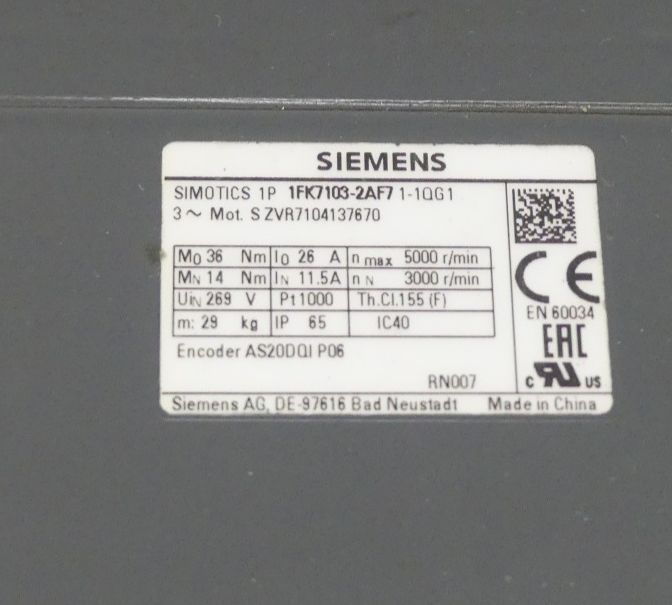 SIEMENS
SIMOTICS 1P 1FK7103-2AF71-1QG1
3 ~ Mot. S ZVR7104137670
M0 36 Nm I0 26 A n max 5000 r/min
MN 14 Nm IN 11.5A n N 3000 r/min
UIN 269 V Pt1000 Th.Cl.155 (F)
m: 29 kg IP 65 IC40
Encoder AS20DQI P06
RN007
CE
EN 60034
EAC
c RU US
Siemens AG, DE-97616 Bad Neustadt Made in China